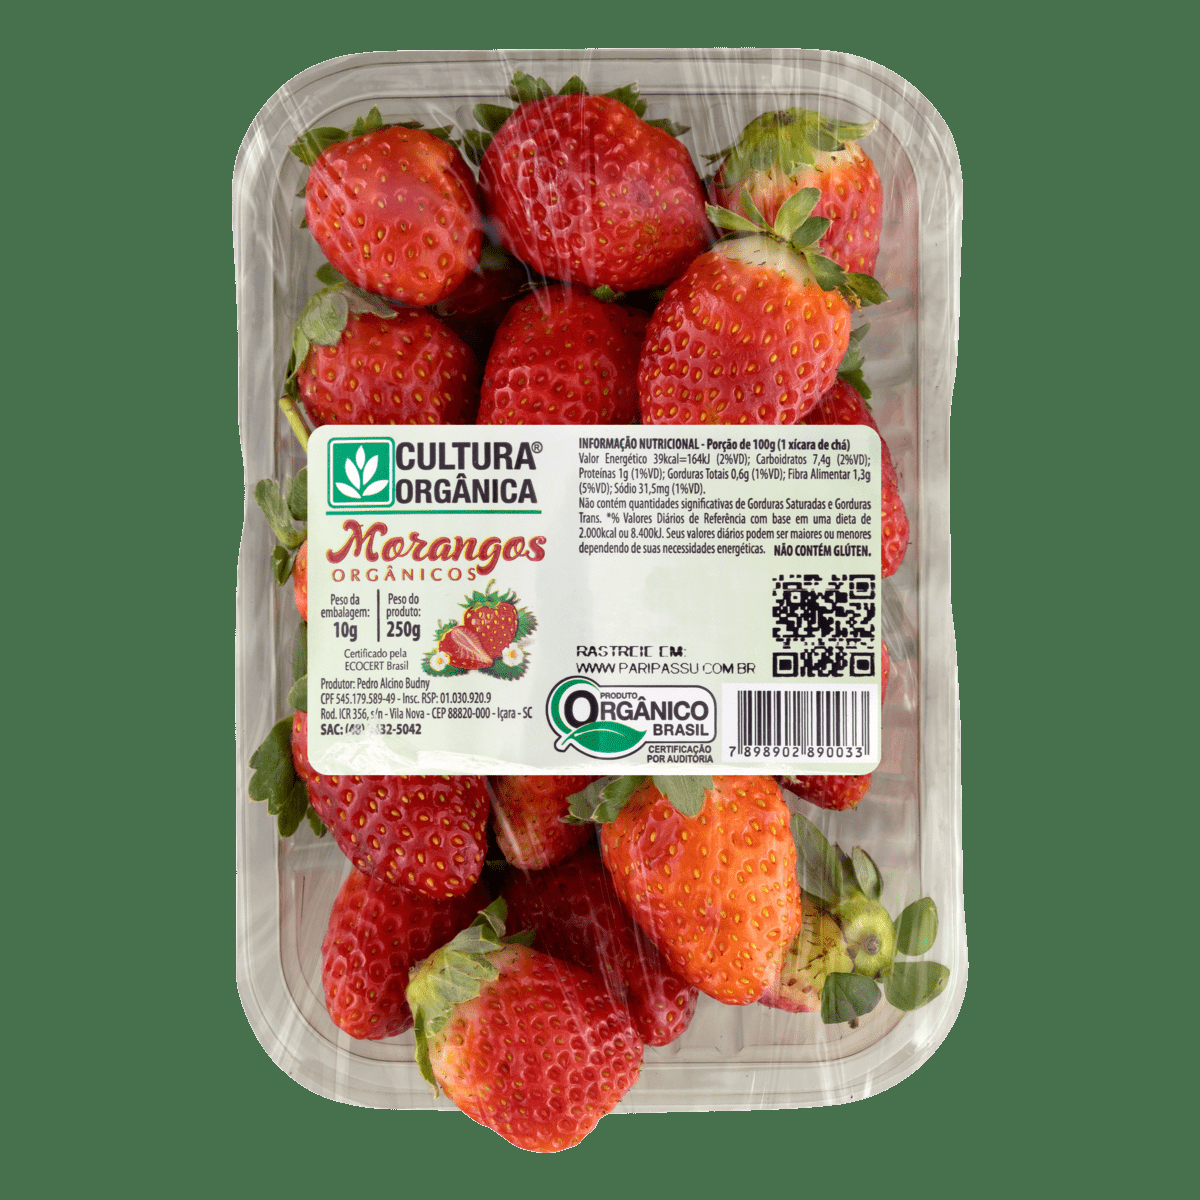 CULTURA®
ORGÂNICA
Morangos
ORGÂNICOS
Peso da
embalagem:
10g
Peso do
produto:
250g
Certificado pela
ECOCERT Brasil
Produtor: Pedro Alcino Budny
CPF 545.179.589-49 - Insc. RSP: 01.030.920.9
Rod. ICR 356, s/n - Vila Nova - CEP 88820-000 - Içara - SC
SAC: (48) 32-5042
INFORMAÇÃO NUTRICIONAL - Porção de 100g (1 xícara de chá)
Valor Energético 39kcal=164kJ (2%VD); Carboidratos 7,4g (2%VD);
Proteínas 1g (1%VD); Gorduras Totais 0,6g (1%VD); Fibra Alimentar 1,3g
(5%VD); Sódio 31,5mg (1%VD).
Não contém quantidades significativas de Gorduras Saturadas e Gorduras
Trans. *% Valores Diários de Referência com base em uma dieta de
2.000kcal ou 8.400kJ. Seus valores diários podem ser maiores ou menores
dependendo de suas necessidades energéticas. NÃO CONTÉM GLÚTEN.
RASTREIE EM:
WWW.PARIPASSU.COM.BR
PRODUTO
ORGÂNICO
BRASIL
CERTIFICAÇÃO
POR AUDITÓRIA
7 898902 890033